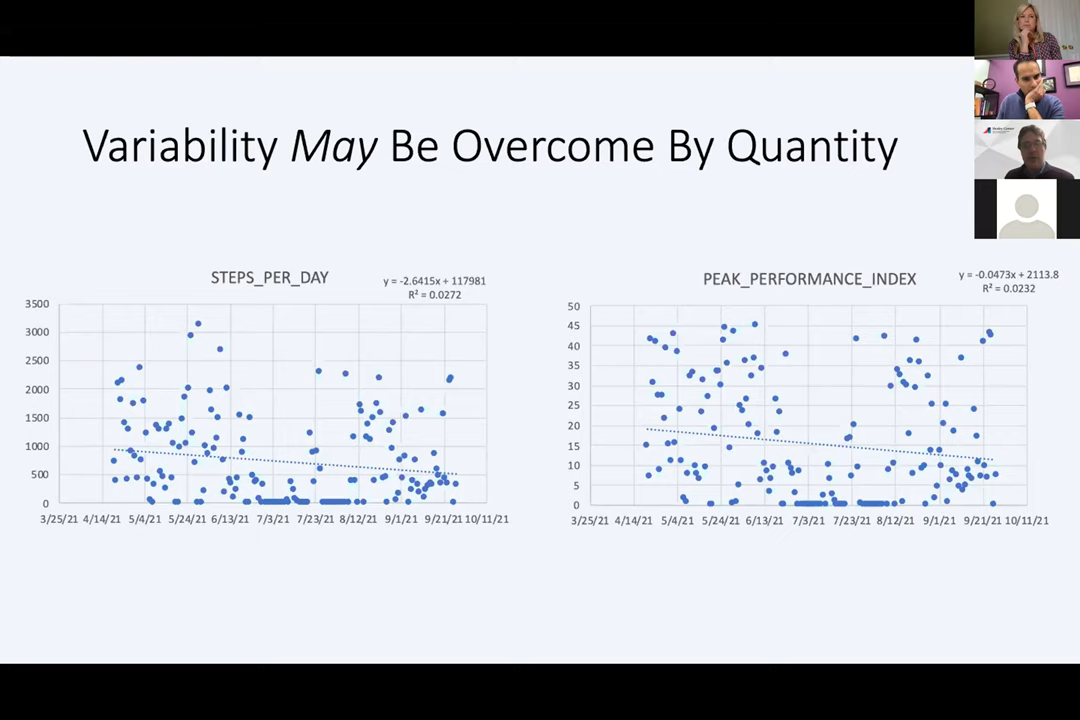 Variability May Be Overcome By Quantity
STEPS_PER_DAY
y = -2.6415x + 117981
R² = 0.0272
3500
3000
2500
2000
1500
1000
500
0
3/25/21 4/14/21 5/4/21 5/24/21 6/13/21 7/3/21 7/23/21 8/12/21 9/1/21 9/21/21 10/11/21
PEAK_PERFORMANCE_INDEX
y = -0.0473x + 2113.8
R² = 0.0232
50
45
40
35
30
25
20
15
10
5
0
3/25/21 4/14/21 5/4/21 5/24/21 6/13/21 7/3/21 7/23/21 8/12/21 9/1/21 9/21/21 10/11/21